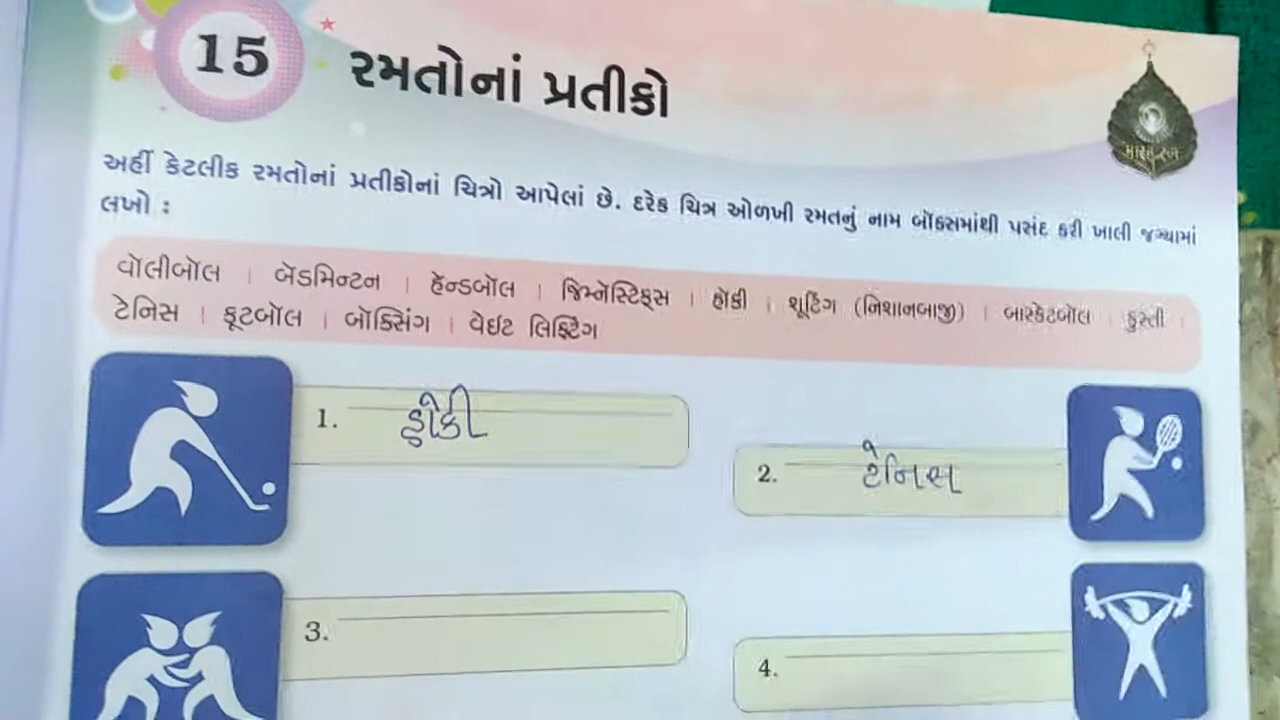 15
રમતોનાં પ્રતીકો
અહીં કેટલીક રમતોનાં પ્રતીકોનાં ચિત્રો આપેલાં છે. દરેક ચિત્ર ઓળખી રમતનું નામ બૉક્સમાંથી પસંદ કરી ખાલી જગ્યામાં
લખો :
વૉલીબૉલ | બૅડમિન્ટન | હૅન્ડબૉલ | જિમ્નૅસ્ટિક્સ | હૉકી | શૂટિંગ (નિશાનબાજી) | બાસ્કેટબૉલ | કુસ્તી |
ટેનિસ | ફૂટબૉલ | બૉક્સિંગ | વેઈટ લિફ્ટિંગ
1. હોકી
2. ટેનિસ
3.
4.